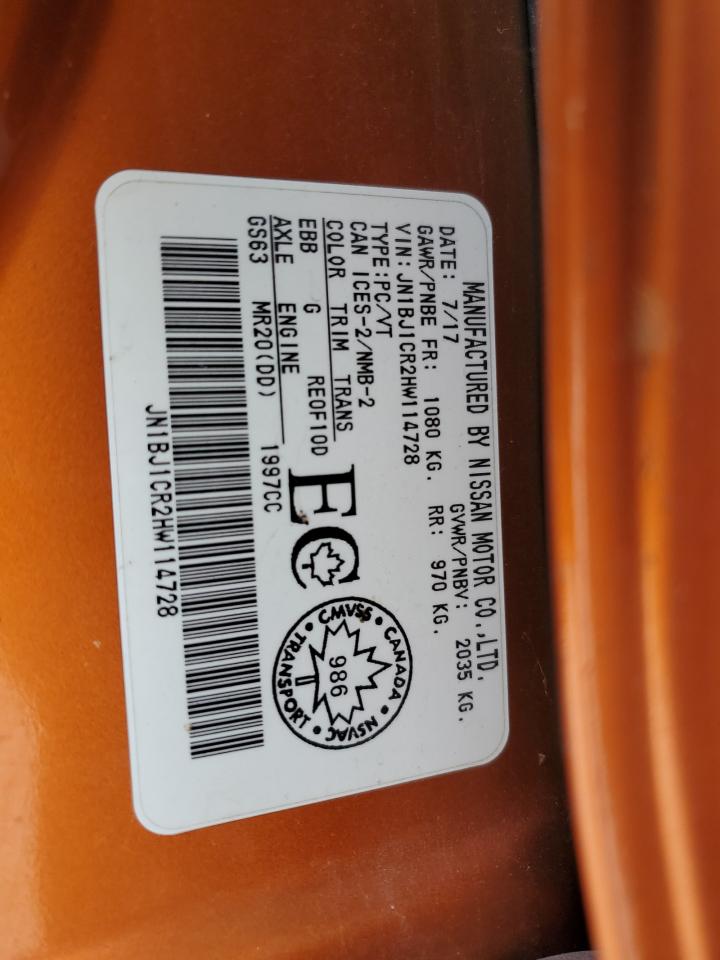 MANUFACTURED BY NISSAN MOTOR CO.,LTD.
DATE: 7/17 GVWR/PNBV: 2035 KG.
GAWR/PNBE FR: 1080 KG. RR: 970 KG.
VIN: JN1BJ1CR2HW114728
TYPE:PC/VT
CAN ICES-2/NMB-2
COLOR TRIM TRANS
EBB G RE0F10D
AXLE ENGINE
GS63 MR20(DD) 1997CC
EC
CMVSS • CANADA • NSVAC • TRANSPORT •
986
JN1BJ1CR2HW114728